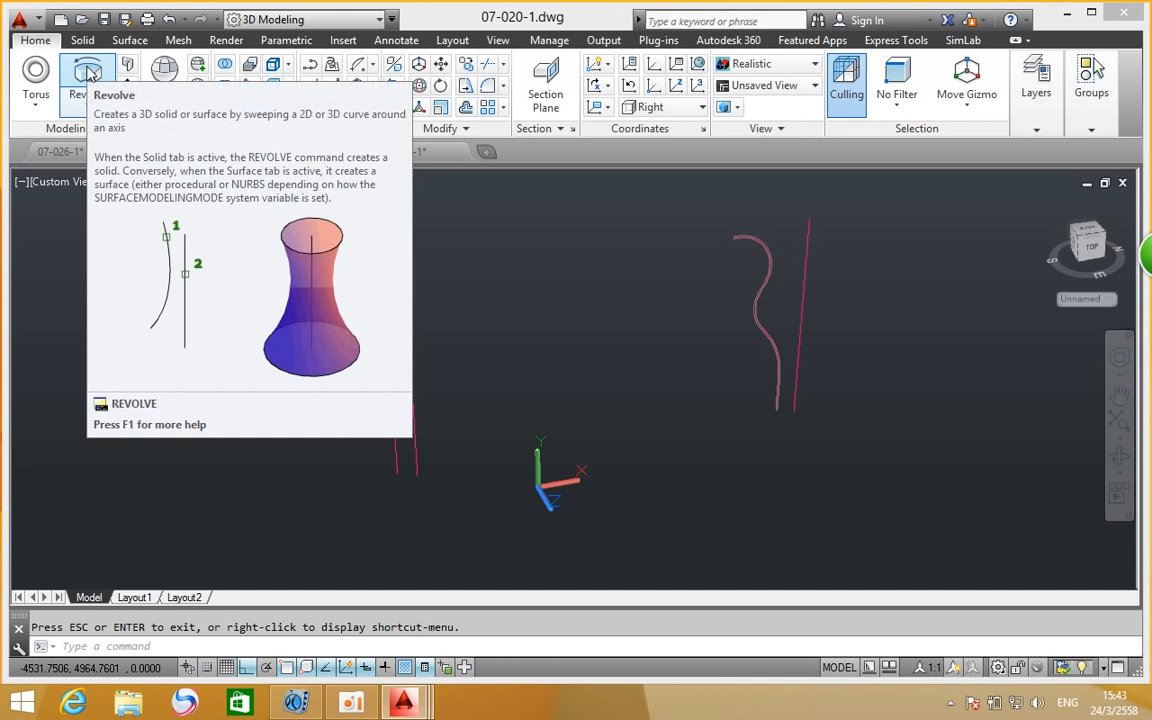 3D Modeling
07-020-1.dwg
Type a keyword or phrase
Sign In
Home Solid Surface Mesh Render Parametric Insert Annotate Layout View Manage Output Plug-ins Autodesk 360 Featured Apps Express Tools SimLab
Torus
Section
Plane
Realistic
Unsaved View
Right
Culling
No Filter
Move Gizmo
Layers
Groups
Modify
Section
Coordinates
View
Selection
07-026-1*
Revolve
Creates a 3D solid or surface by sweeping a 2D or 3D curve around
an axis
When the Solid tab is active, the REVOLVE command creates a
solid. Conversely, when the Surface tab is active, it creates a
surface (either procedural or NURBS depending on how the
SURFACEMODELINGMODE system variable is set).
1
2
REVOLVE
Press F1 for more help
TOP
S
E
N
Unnamed
Y
X
Z
Model Layout1 Layout2
Press ESC or ENTER to exit, or right-click to display shortcut-menu.
Type a command
-4531.7506, 4964.7601, 0.0000
MODEL
1:1
ENG
15:43
24/3/2558